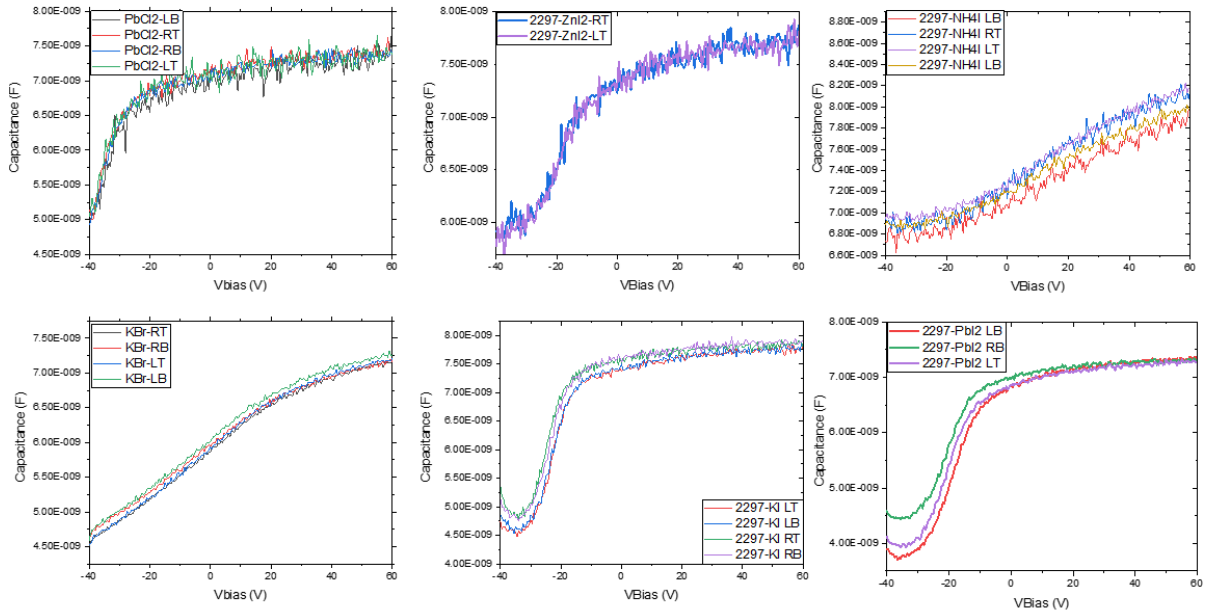 PbCl2-LB
PbCl2-RT
PbCl2-RB
PbCl2-LT
7.50E-009
7.00E-009
6.50E-009
6.00E-009
5.50E-009
5.00E-009
4.50E-009
Capacitance (F)
-40 -20 0 20 40 60
Vbias (V)
2297-ZnI2-RT
2297-ZnI2-LT
8.00E-009
7.50E-009
7.00E-009
6.50E-009
6.00E-009
Capacitance (F)
-40 -20 0 20 40 60
VBias (V)
2297-NH4I LB
2297-NH4I RT
2297-NH4I LT
2297-NH4I LB
8.80E-009
8.60E-009
8.40E-009
8.20E-009
8.00E-009
7.80E-009
7.60E-009
7.40E-009
7.20E-009
7.00E-009
6.80E-009
6.60E-009
Capacitance (F)
-40 -20 0 20 40 60
VBias (V)
KBr-RT
KBr-RB
KBr-LT
KBr-LB
7.50E-009
7.00E-009
6.50E-009
6.00E-009
5.50E-009
5.00E-009
4.50E-009
Capacitance (F)
-40 -20 0 20 40 60
Vbias (V)
8.00E-009
7.50E-009
7.00E-009
6.50E-009
6.00E-009
5.50E-009
5.00E-009
4.50E-009
4.00E-009
Capacitance (F)
2297-KI LT
2297-KI LB
2297-KI RT
2297-KI RB
-40 -20 0 20 40 60
VBias (V)
2297-PbI2 LB
2297-PbI2 RB
2297-PbI2 LT
8.00E-009
7.00E-009
6.00E-009
5.00E-009
4.00E-009
Capacitance (F)
-40 -20 0 20 40 60
VBias (V)